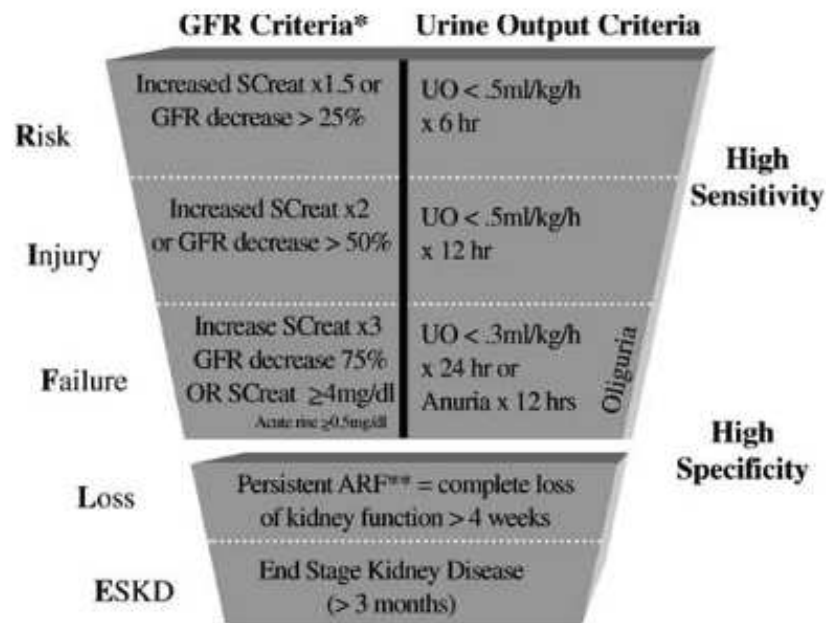 GFR Criteria* Urine Output Criteria
Risk
Increased SCreat x1.5 or
GFR decrease > 25%
UO < .5ml/kg/h
x 6 hr
High
Sensitivity
Injury
Increased SCreat x2
or GFR decrease > 50%
UO < .5ml/kg/h
x 12 hr
Failure
Increase SCreat x3
GFR decrease 75%
OR SCreat ≥4mg/dl
Acute rise ≥0.5mg/dl
UO < .3ml/kg/h
x 24 hr or
Anuria x 12 hrs
Oliguria
High
Specificity
Loss
Persistent ARF** = complete loss
of kidney function > 4 weeks
ESKD
End Stage Kidney Disease
(> 3 months)